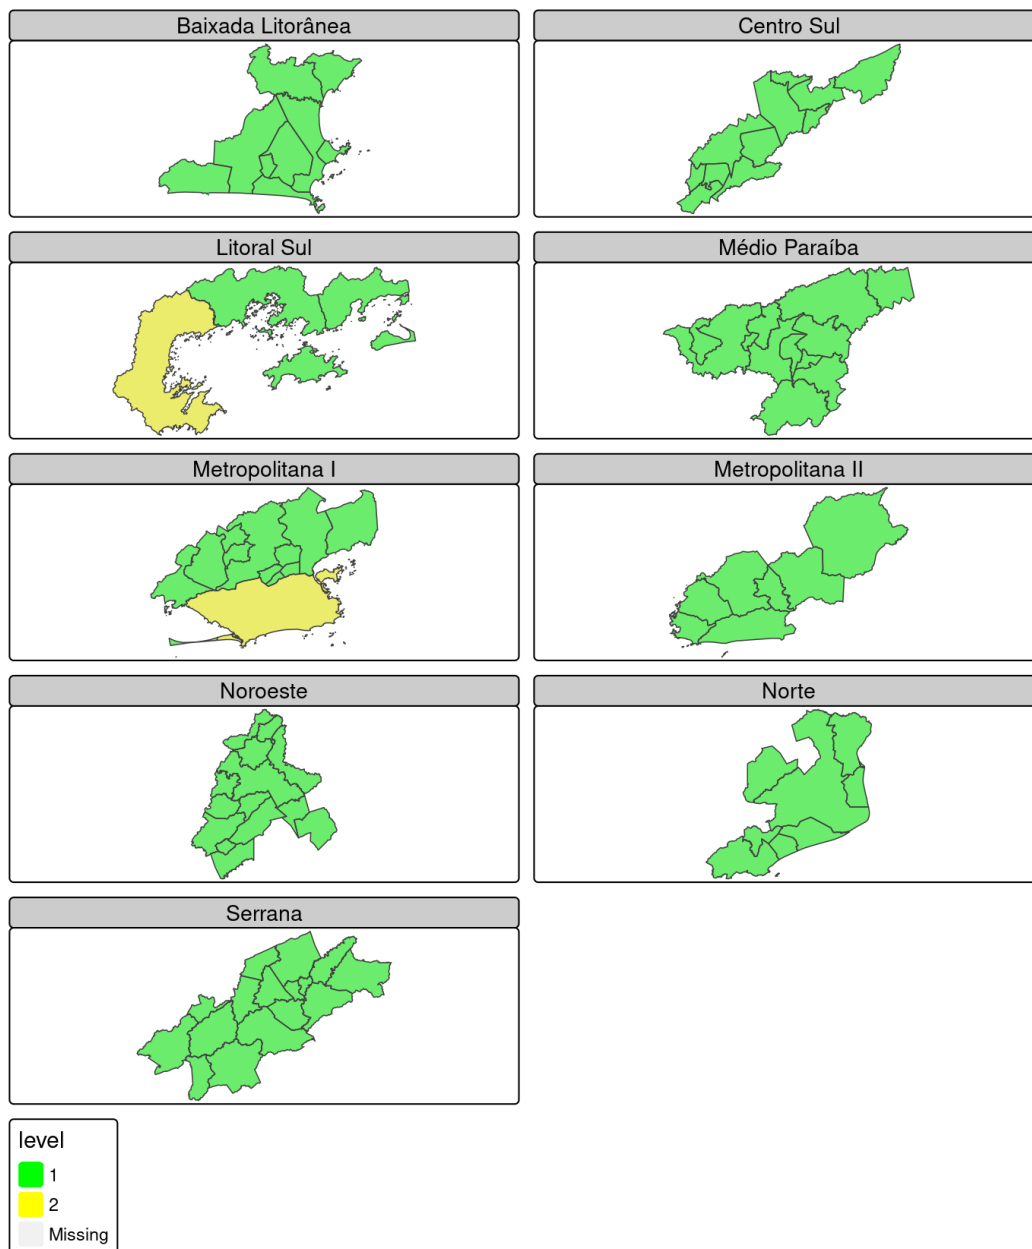 Baixada Litorânea
Centro Sul
Litoral Sul
Médio Paraíba
Metropolitana I
Metropolitana II
Noroeste
Norte
Serrana
level
1
2
Missing